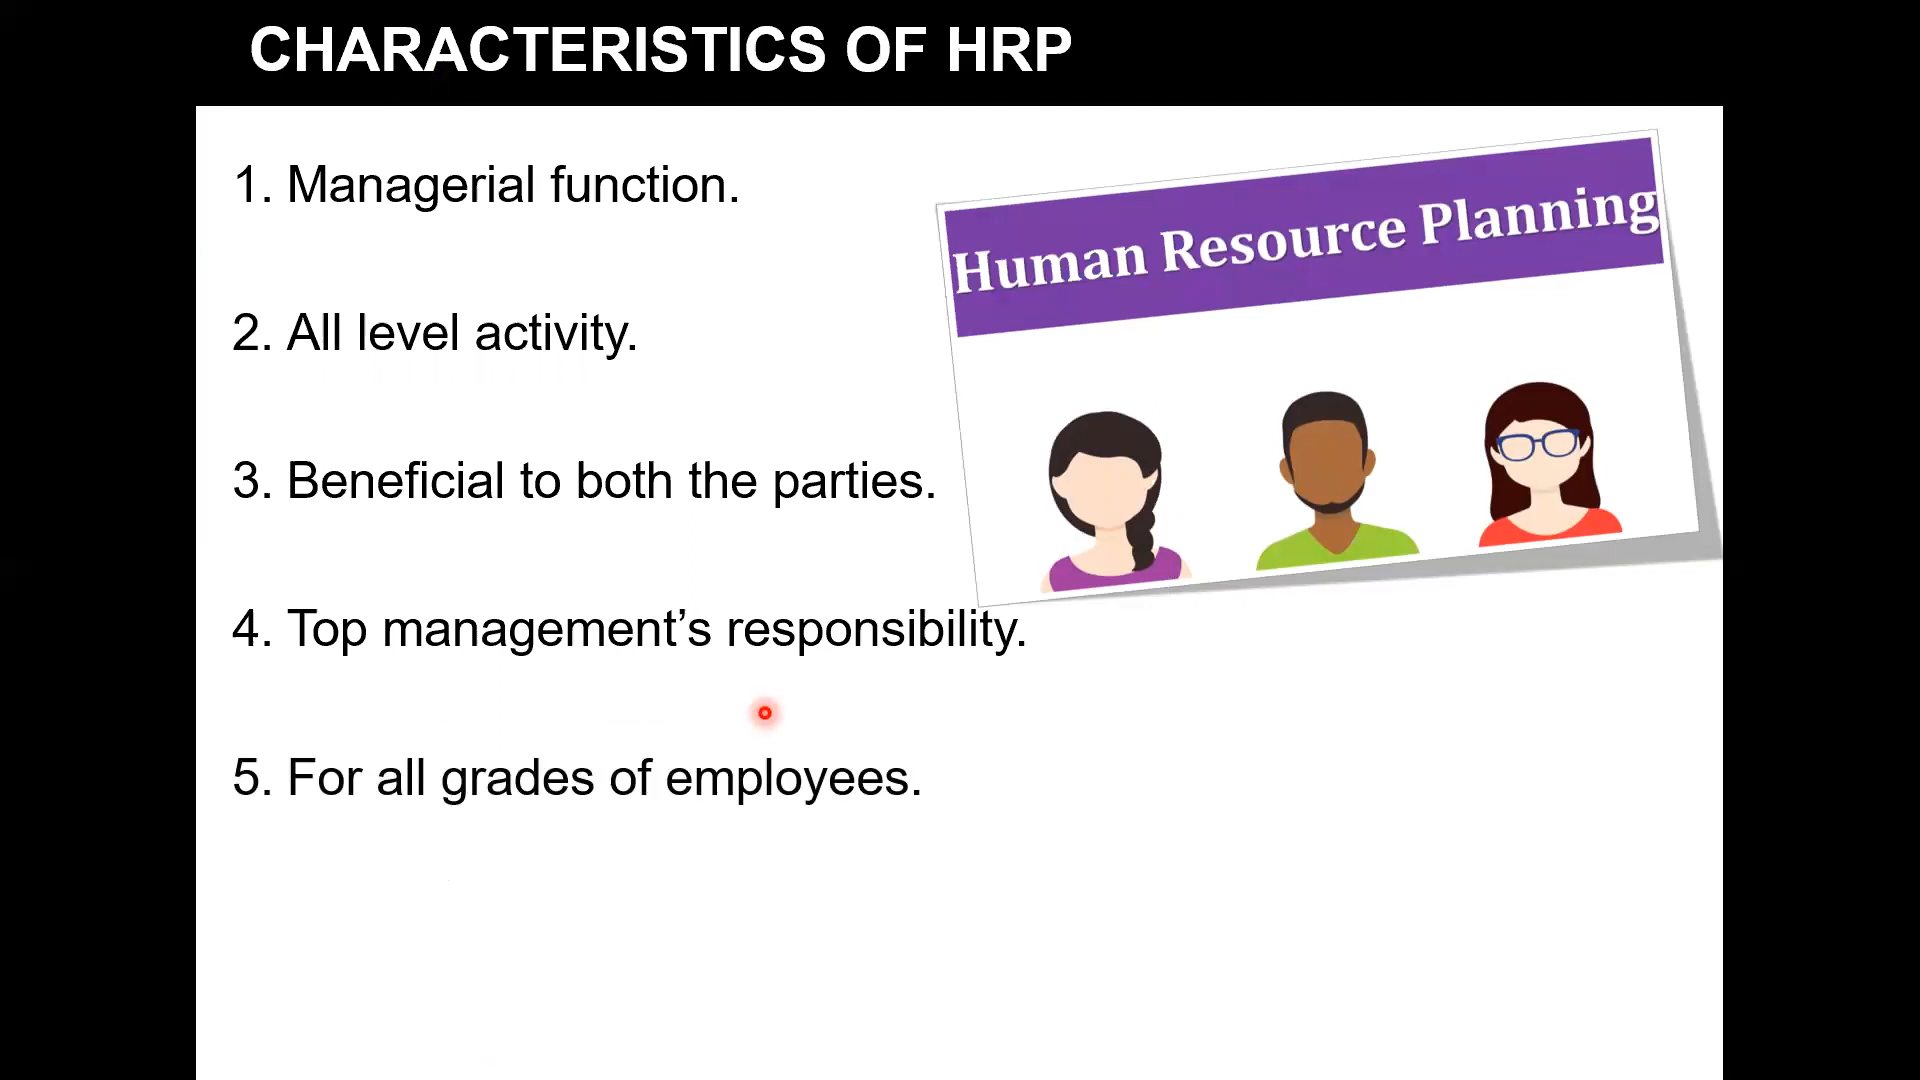 CHARACTERISTICS OF HRP
1. Managerial function.
2. All level activity.
3. Beneficial to both the parties.
4. Top management’s responsibility.
5. For all grades of employees.
Human Resource Planning